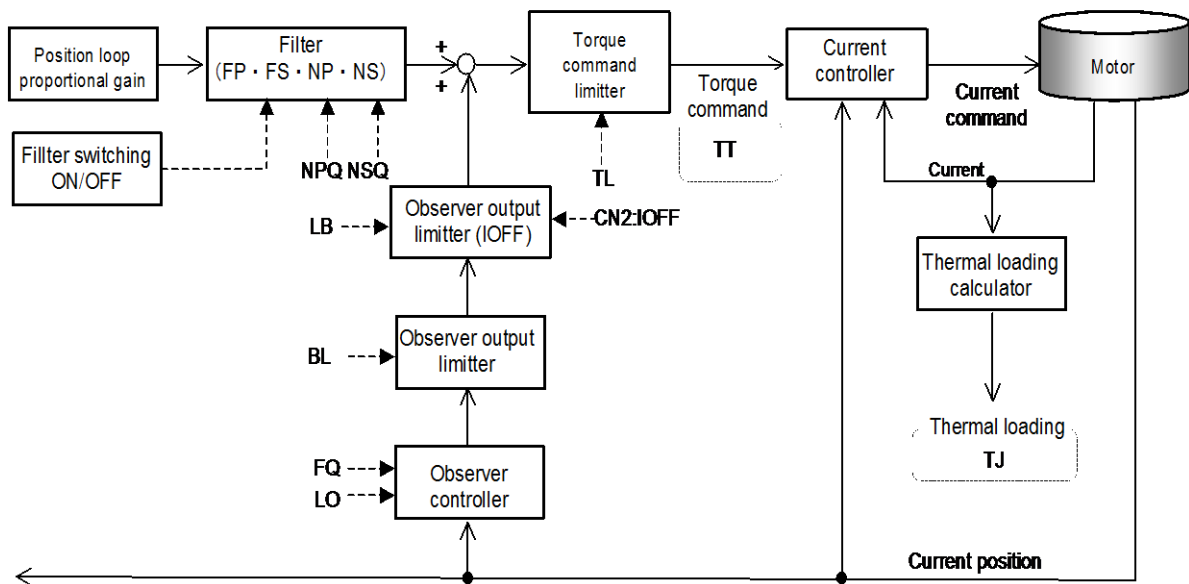 Position loop
proportional gain
Filter
(FP・FS・NP・NS)
+
+
Torque
command
limitter
Torque
command
TT
Current
controller
Current
command
Motor
Fillter switching
ON/OFF
NPQ NSQ
TL
Current
LB
Observer output
limitter (IOFF)
CN2:IOFF
Thermal loading
calculator
BL
Observer output
limitter
Thermal loading
TJ
FQ
LO
Observer
controller
Current position